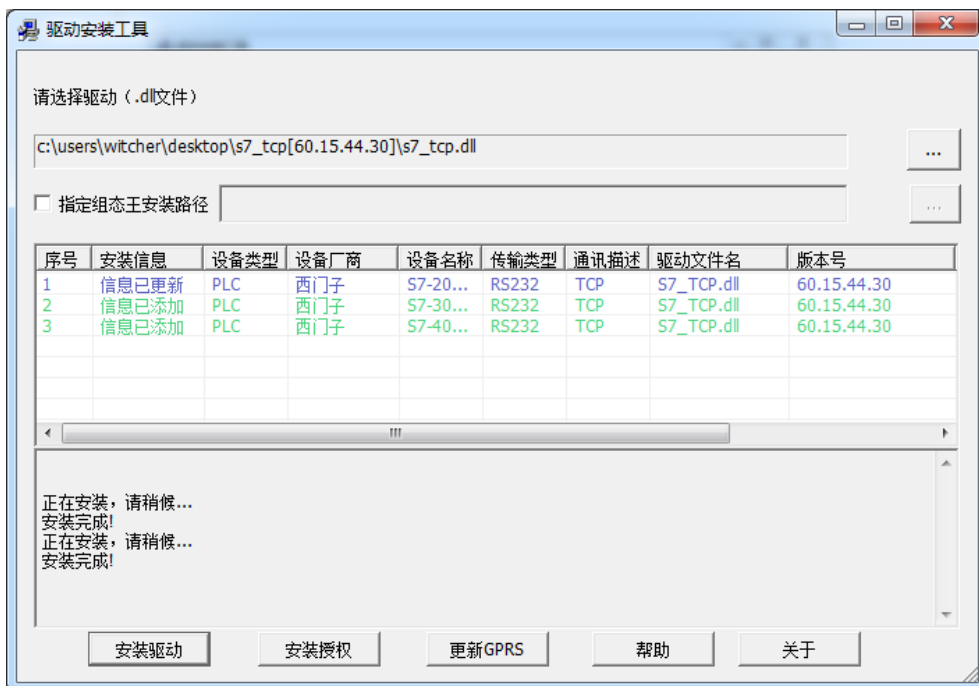 驱动安装工具
请选择驱动（.dll文件）
c:\users\witcher\desktop\s7_tcp[60.15.44.30]\s7_tcp.dll
...
指定组态王安装路径
...
序号 安装信息 设备类型 设备厂商 设备名称 传输类型 通讯描述 驱动文件名 版本号
1 信息已更新 PLC 西门子 S7-20... RS232 TCP S7_TCP.dll 60.15.44.30
2 信息已添加 PLC 西门子 S7-30... RS232 TCP S7_TCP.dll 60.15.44.30
3 信息已添加 PLC 西门子 S7-40... RS232 TCP S7_TCP.dll 60.15.44.30
正在安装，请稍候...
安装完成!
正在安装，请稍候...
安装完成!
安装驱动 安装授权 更新GPRS 帮助 关于